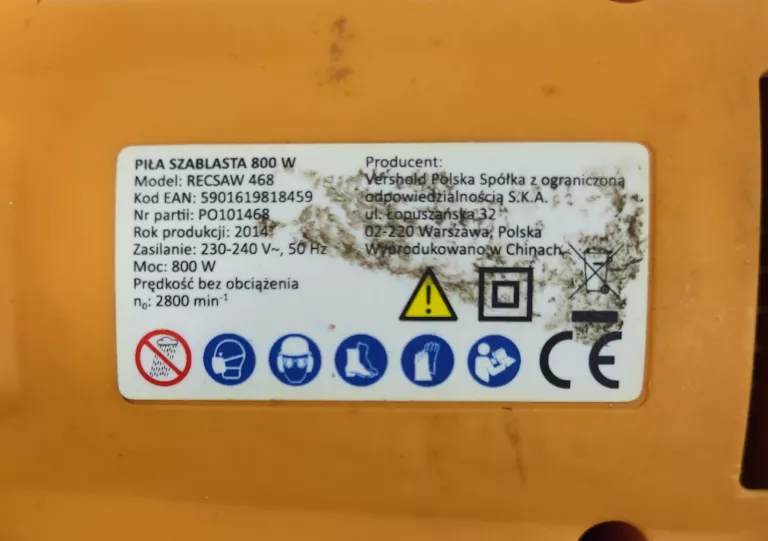 PIŁA SZABLASTA 800 W
Model: RECSAW 468
Kod EAN: 5901619818459
Nr partii: PO101468
Rok produkcji: 2014
Zasilanie: 230-240 V~, 50 Hz
Moc: 800 W
Prędkość bez obciążenia
n₀: 2800 min⁻¹
Producent:
Vershold Polska Spółka z ograniczoną
odpowiedzialnością S.K.A.
ul. Łopuszańska 32
02-220 Warszawa, Polska
Wyprodukowano w Chinach
CE